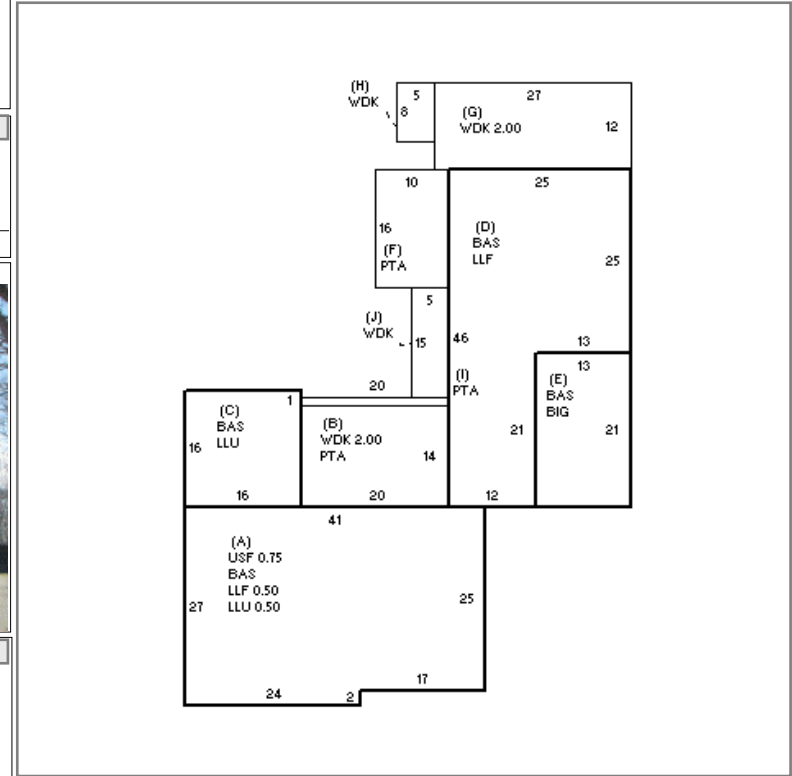 (H)
WDK
5
8
27
(G)
WDK 2.00
12
10
25
16
(F)
PTA
(D)
BAS
LLF
25
5
(J)
WDK
15
46
13
13
20
(I)
PTA
(E)
BAS
BIG
1
(C)
BAS
LLU
16
(B)
WDK 2.00
PTA
14
21
21
16
20
12
41
(A)
USF 0.75
BAS
LLF 0.50
LLU 0.50
27
25
17
24
2